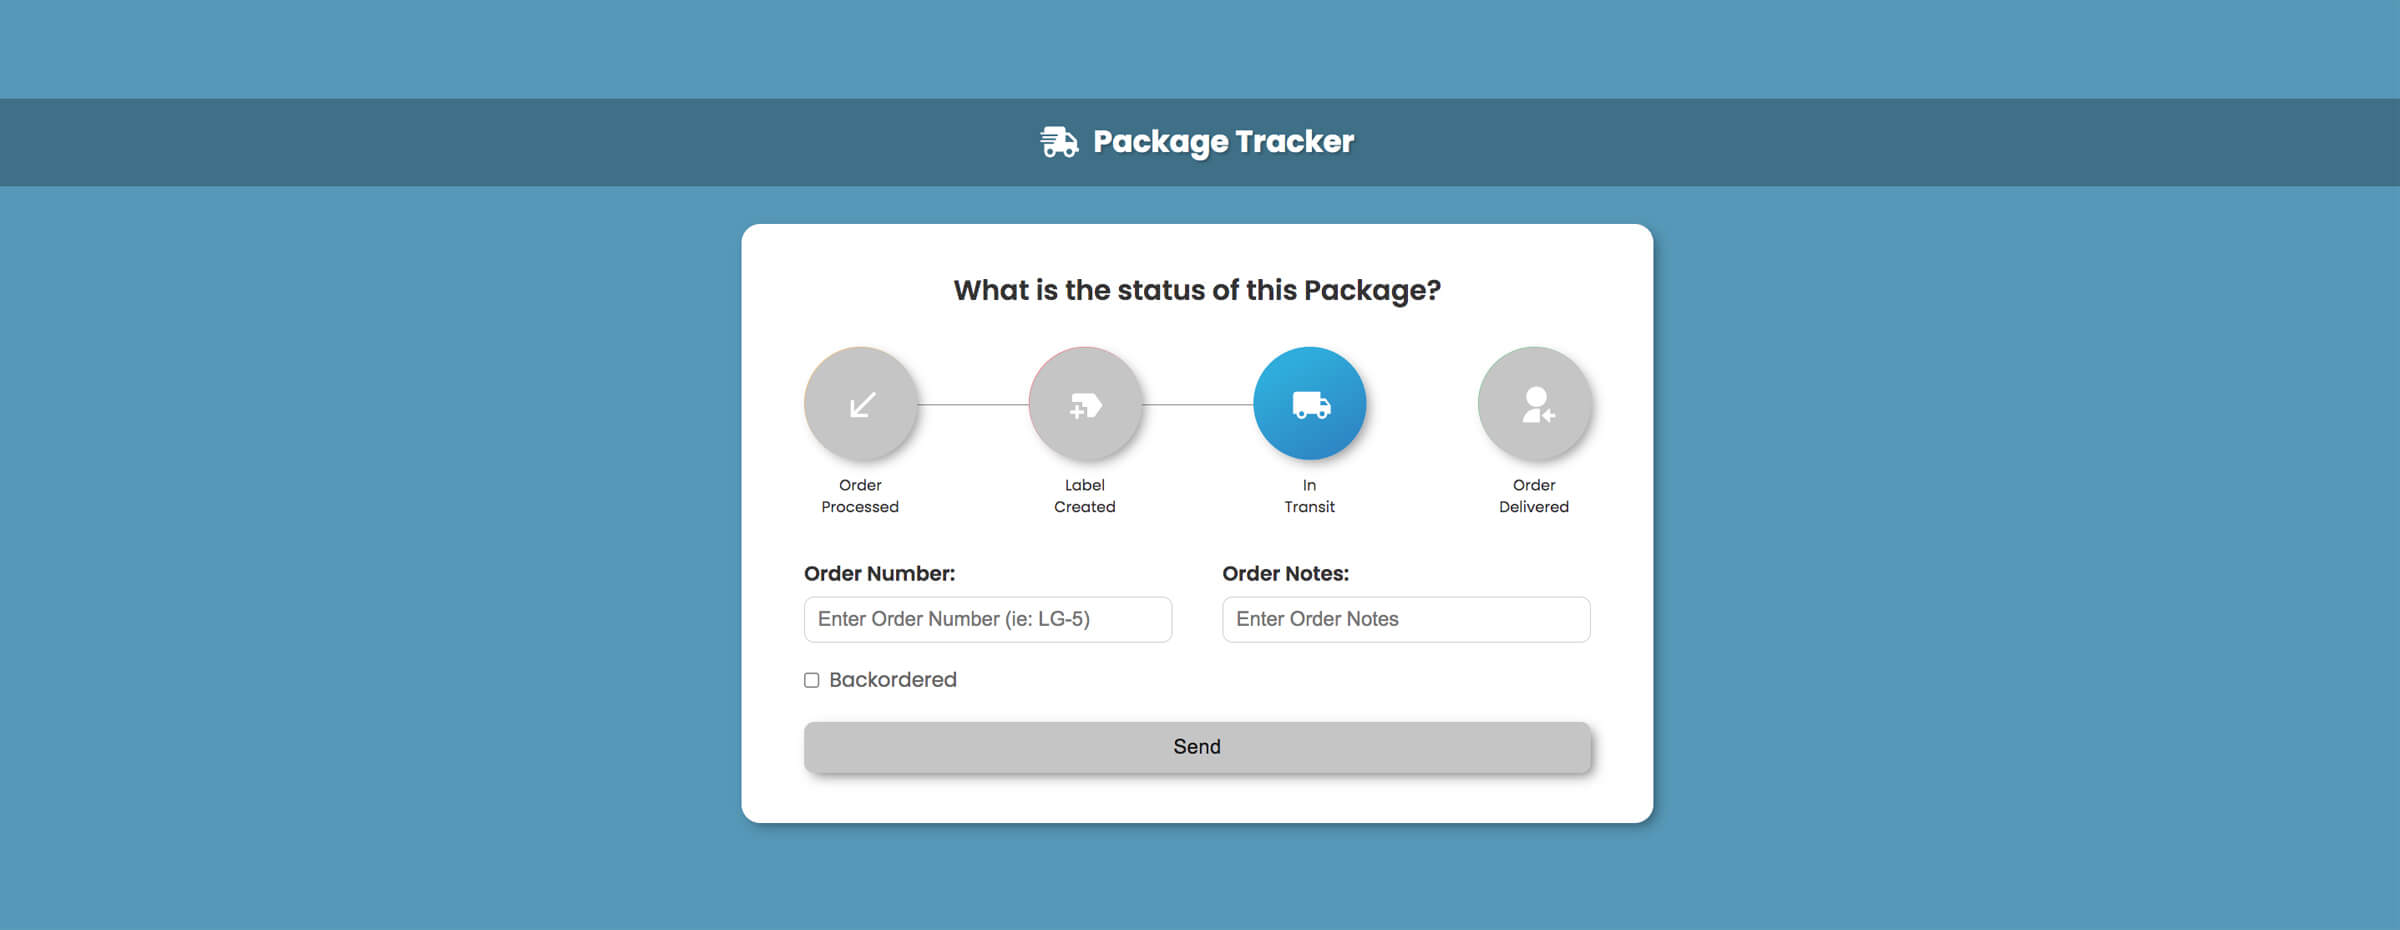 Package Tracker
What is the status of this Package?
Order
Processed
Label
Created
In
Transit
Order
Delivered
Order Number:
Order Notes:
Enter Order Number (ie: LG-5)
Enter Order Notes
Backordered
Send